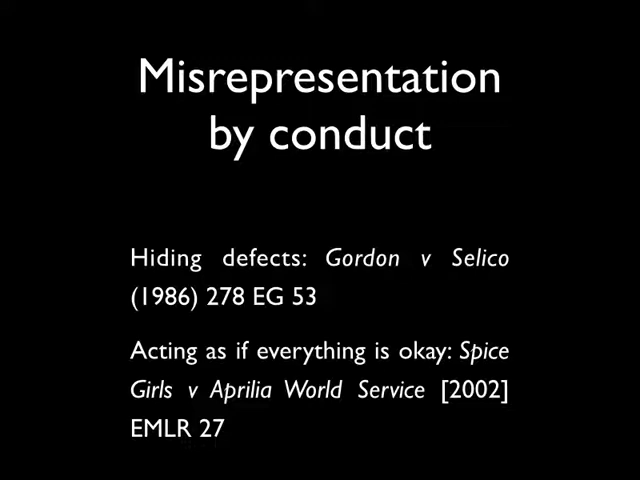 Misrepresentation
by conduct
Hiding defects: Gordon v Selico
(1986) 278 EG 53
Acting as if everything is okay: Spice
Girls v Aprilia World Service [2002]
EMLR 27